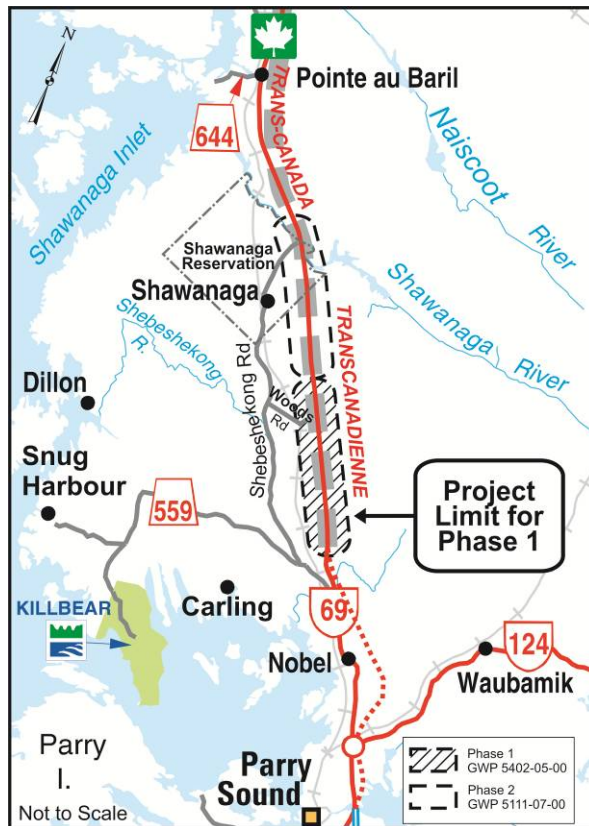 N
Pointe au Baril
644
TRANS-CANADA
Naiscoot
River
Shawanaga Inlet
Shawanaga
Reservation
Shawanaga
Shawanaga
River
Shebeshekong
R.
TRANSCANADIENNE
Dillon
Shebeshekong Rd
Woods
Rd
Snug
Harbour
559
Project
Limit for
Phase 1
KILLBEAR
Carling
69
124
Nobel
Waubamik
Parry
I.
Parry
Sound
Not to Scale
Phase 1
GWP 5402-05-00
Phase 2
GWP 5111-07-00